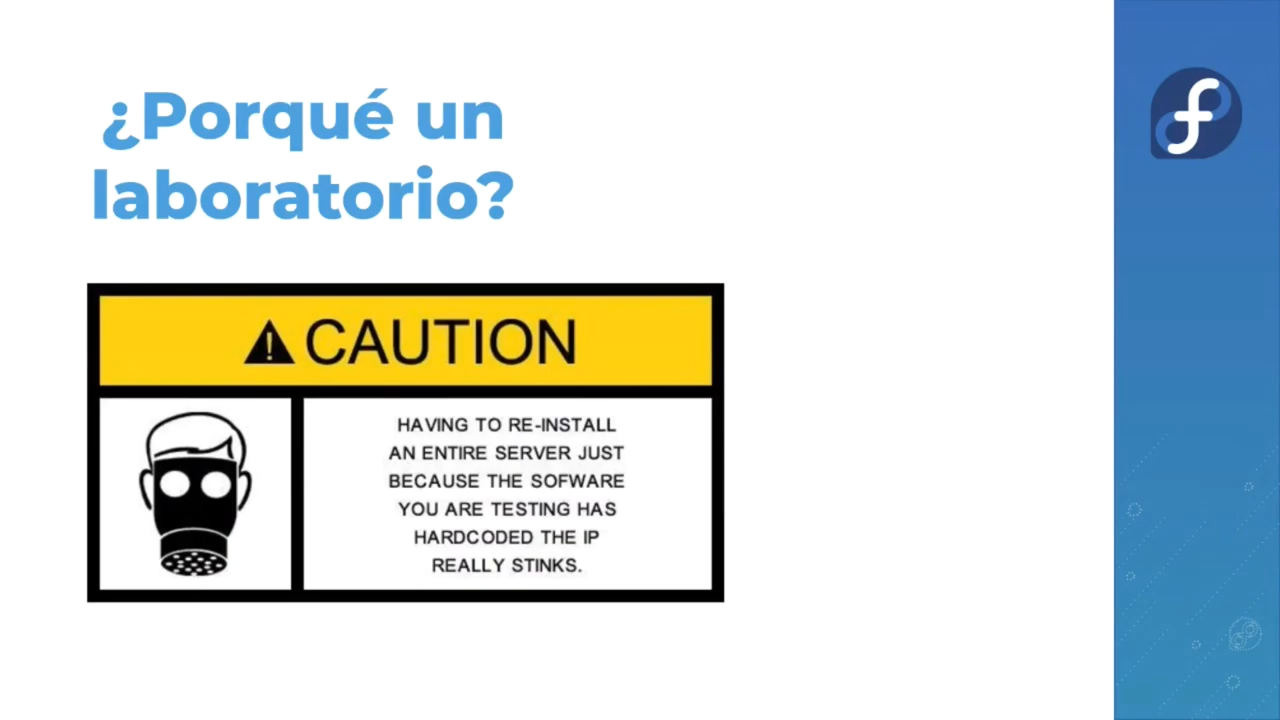 ¿Porqué un
laboratorio?
CAUTION
HAVING TO RE-INSTALL
AN ENTIRE SERVER JUST
BECAUSE THE SOFWARE
YOU ARE TESTING HAS
HARDCODED THE IP
REALLY STINKS.